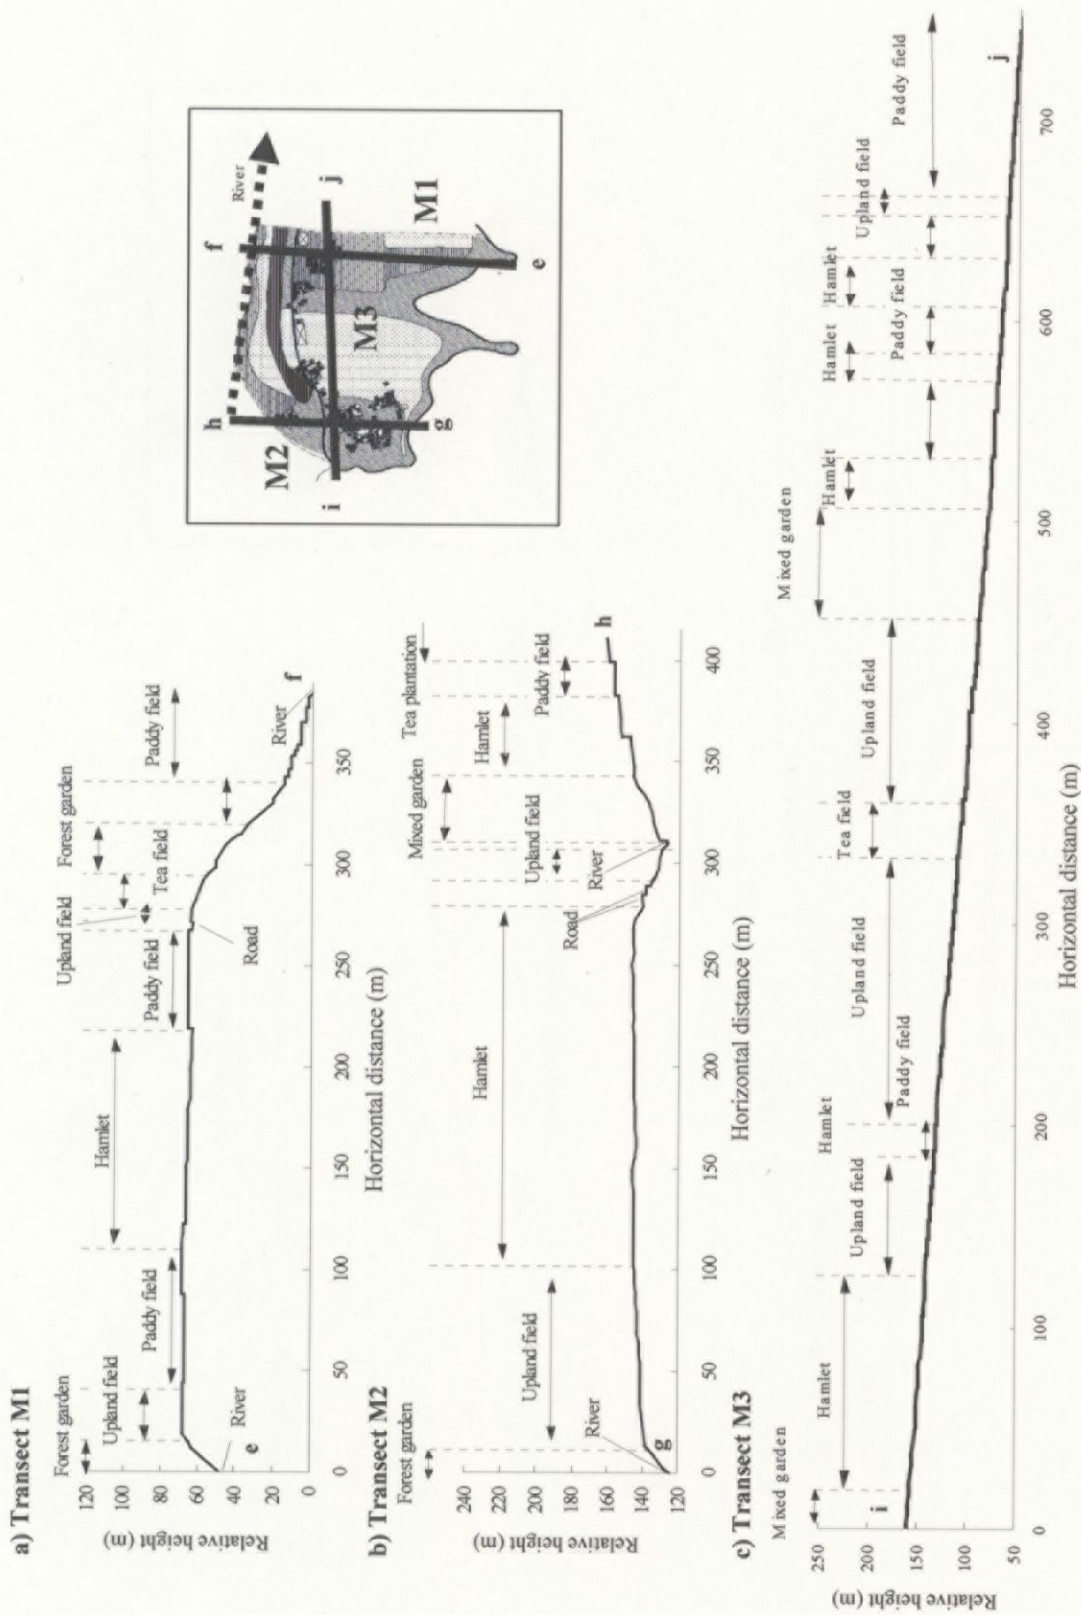 a) Transect M1
Forest garden
Upland field
Paddy field
Hamlet
Paddy field
Upland field
Tea field
Forest garden
Paddy field
Relative height (m)
120
100
80
60
40
20
0
e
River
Road
River
f
0
50
100
150
200
250
300
350
Horizontal distance (m)
b) Transect M2
Forest garden
Upland field
Hamlet
Upland field
Mixed garden
Hamlet
Tea plantation
Paddy field
Relative height (m)
240
220
200
180
160
140
120
River
g
Road
River
h
0
50
100
150
200
250
300
350
400
Horizontal distance (m)
c) Transect M3
Mixed garden
Hamlet
Upland field
Hamlet
Paddy field
Upland field
Tea field
Upland field
Mixed garden
Hamlet
Hamlet
Paddy field
Hamlet
Upland field
Paddy field
Relative height (m)
250
200
150
100
50
i
j
0
100
200
300
400
500
600
700
Horizontal distance (m)
River
h
f
M2
i
M3
j
M1
g
e